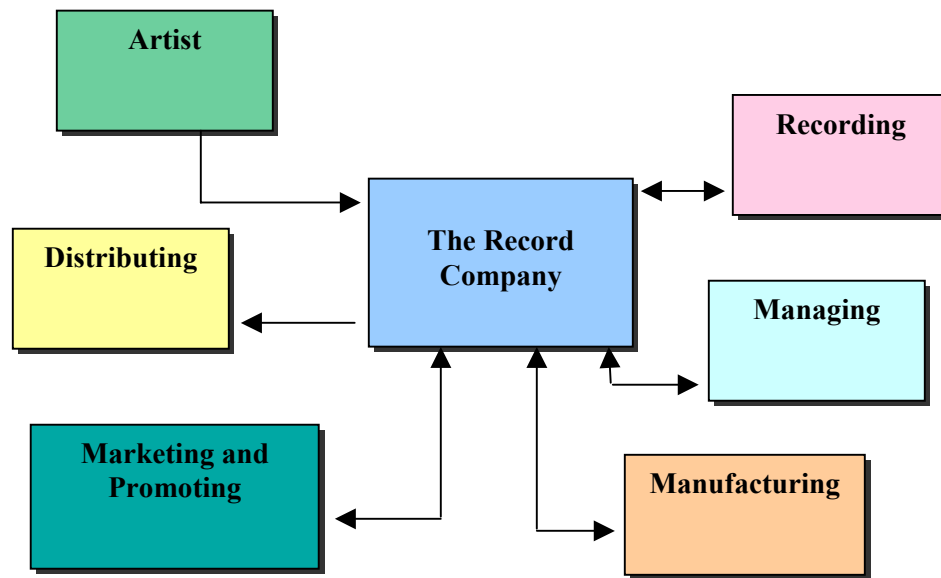 Artist
Recording
The Record
Company
Distributing
Managing
Marketing and
Promoting
Manufacturing